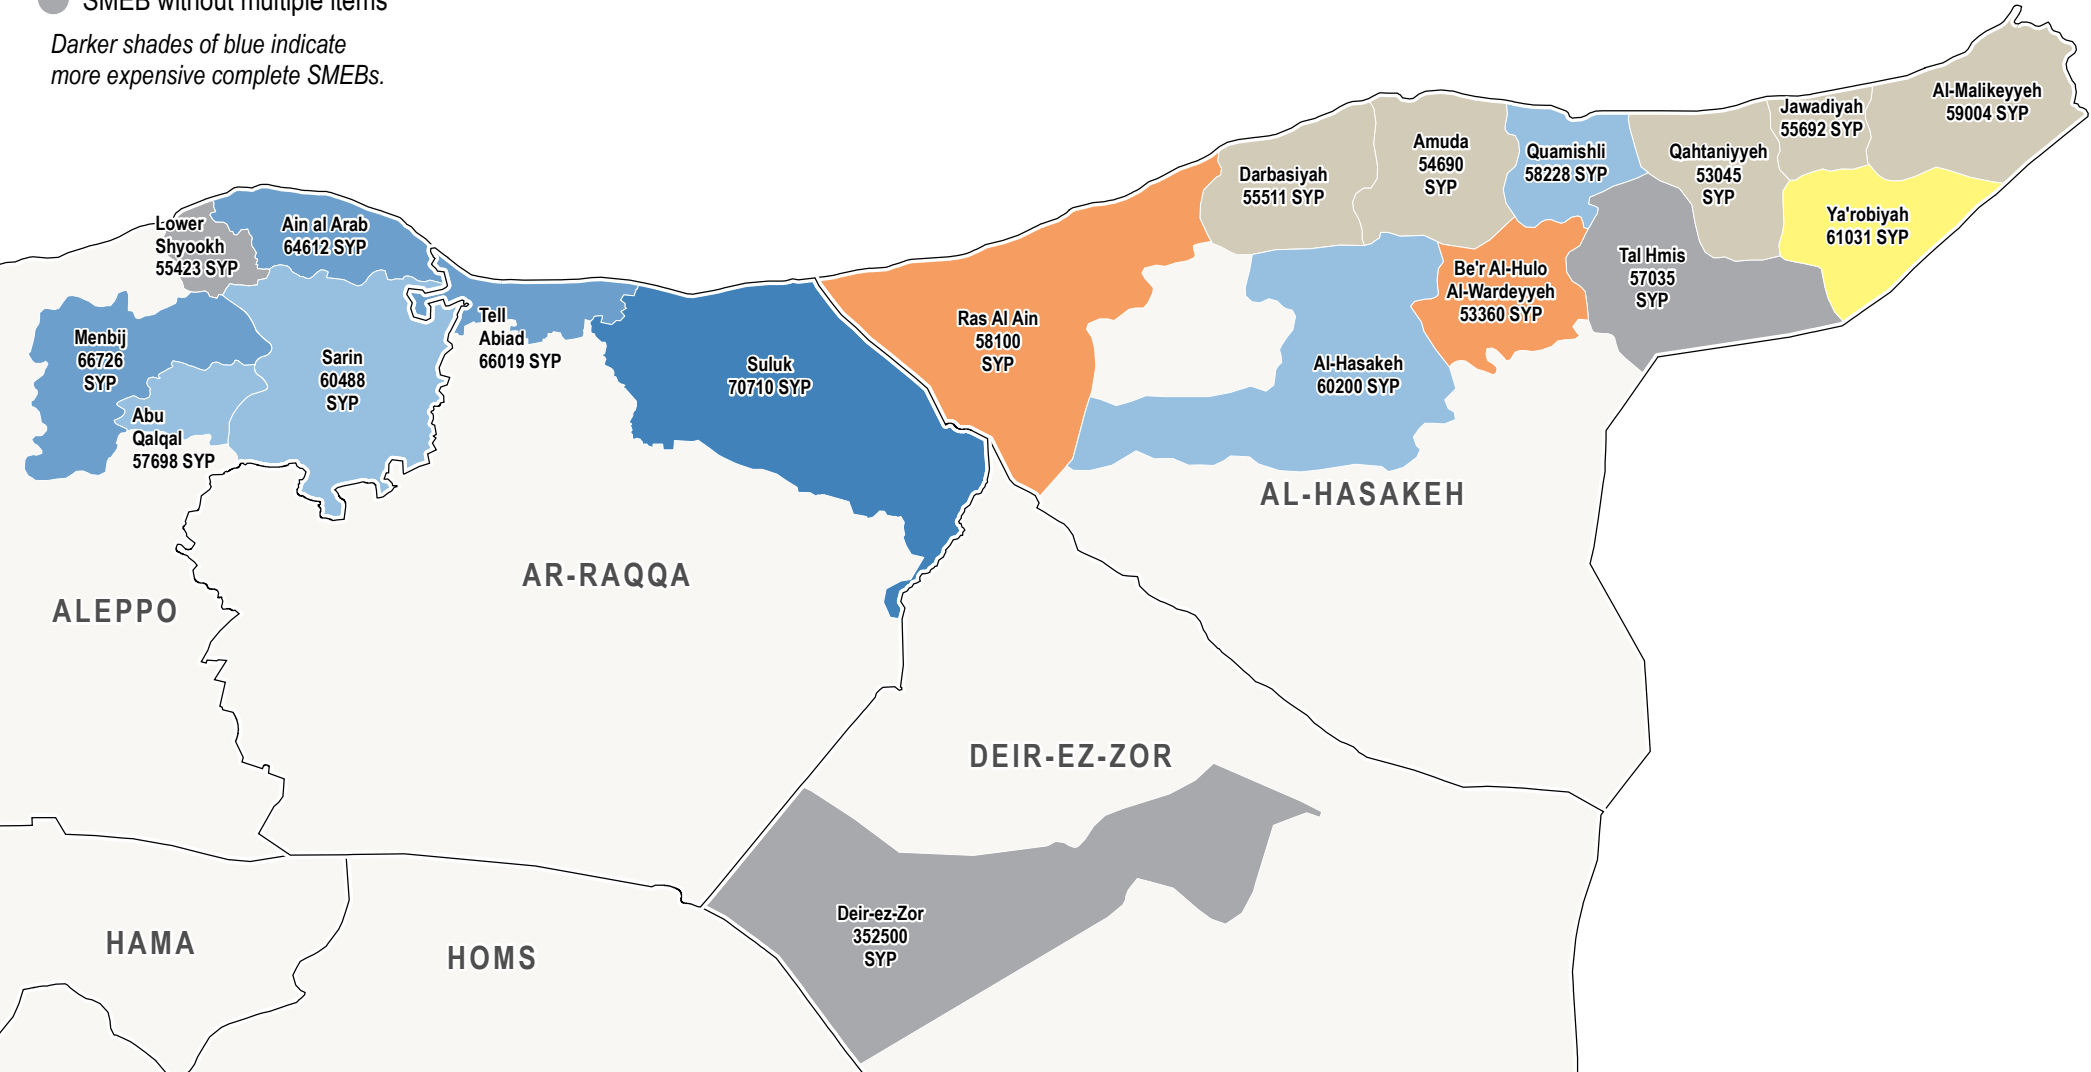 SMEB without multiple items
Darker shades of blue indicate
more expensive complete SMEBs.
Al-Malikeyyeh
59004 SYP
Jawadiyah
55692 SYP
Amuda
54690
SYP
Quamishli
58228 SYP
Qahtaniyyeh
53045
SYP
Darbasiyah
55511 SYP
Ya'robiyah
61031 SYP
Lower
Shyookh
55423 SYP
Ain al Arab
64612 SYP
Tal Hmis
57035
SYP
Be'r Al-Hulo
Al-Wardeyyeh
53360 SYP
Tell
Abiad
66019 SYP
Ras Al Ain
58100
SYP
Menbij
66726
SYP
Sarin
60488
SYP
Suluk
70710 SYP
Al-Hasakeh
60200 SYP
Abu
Qalqal
57698 SYP
AL-HASAKEH
AR-RAQQA
ALEPPO
DEIR-EZ-ZOR
Deir-ez-Zor
352500
SYP
HAMA
HOMS